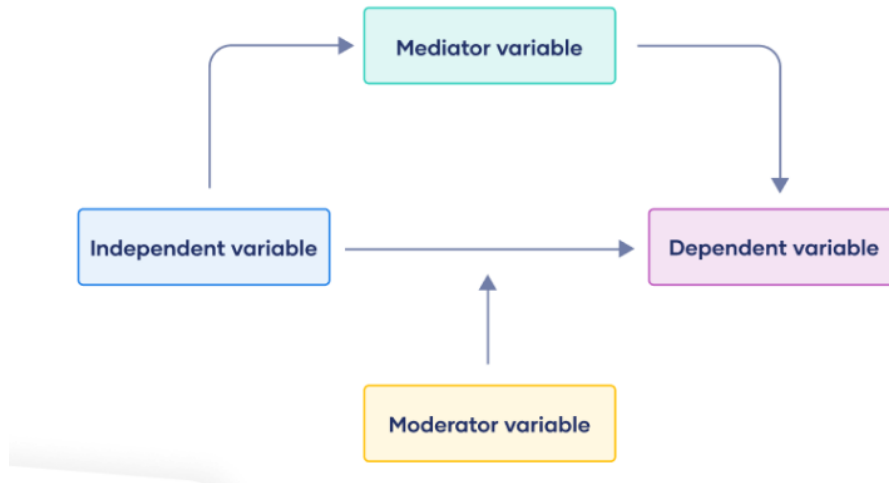 Mediator variable
Independent variable
Dependent variable
Moderator variable